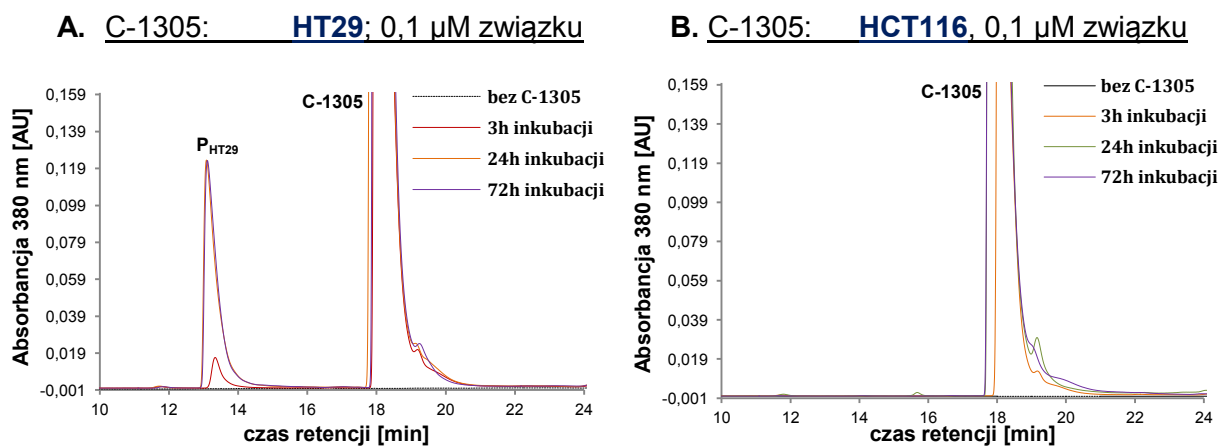 A. C-1305: HT29; 0,1 µM związku
Absorbancja 380 nm [AU]
0,159
0,139
0,119
0,099
0,079
0,059
0,039
0,019
-0,001
P_HT29
C-1305
bez C-1305
3h inkubacji
24h inkubacji
72h inkubacji
10 12 14 16 18 20 22 24
czas retencji [min]
B. C-1305: HCT116, 0,1 µM związku
Absorbancja 380 nm [AU]
0,159
0,139
0,119
0,099
0,079
0,059
0,039
0,019
-0,001
C-1305
bez C-1305
3h inkubacji
24h inkubacji
72h inkubacji
10 12 14 16 18 20 22 24
czas retencji [min]